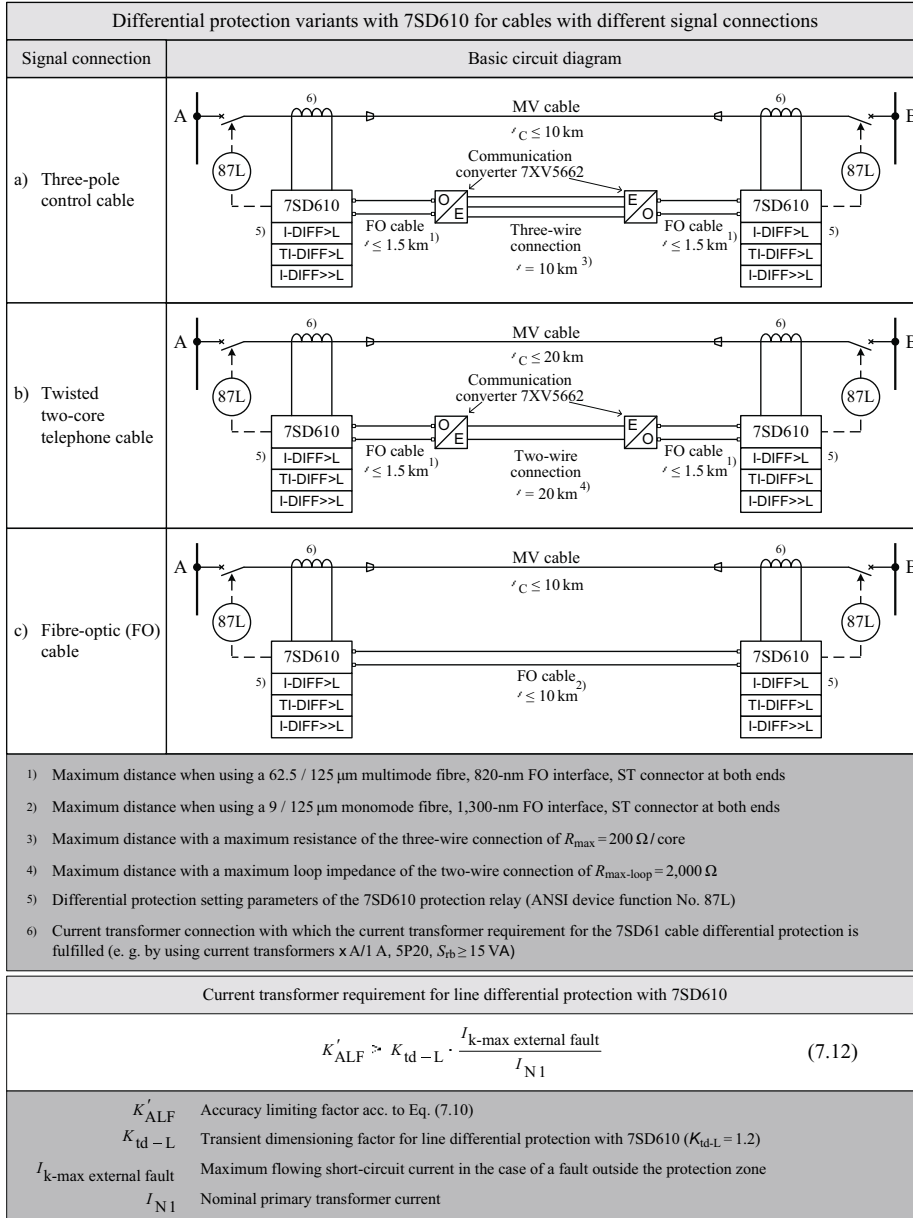 Differential protection variants with 7SD610 for cables with different signal connections
Signal connection
Basic circuit diagram
a) Three-pole control cable
A
6)
MV cable
ℓC ≤ 10 km
6)
87L
Communication converter 7XV5662
87L
7SD610
O
E
E
O
7SD610
5)
I-DIFF>L
TI-DIFF>L
I-DIFF>>L
FO cable
ℓ ≤ 1.5 km 1)
Three-wire connection
ℓ = 10 km 3)
FO cable
ℓ ≤ 1.5 km 1)
I-DIFF>L
TI-DIFF>L
I-DIFF>>L
5)
b) Twisted two-core telephone cable
A
6)
MV cable
ℓC ≤ 20 km
6)
87L
Communication converter 7XV5662
87L
7SD610
O
E
E
O
7SD610
5)
I-DIFF>L
TI-DIFF>L
I-DIFF>>L
FO cable
ℓ ≤ 1.5 km 1)
Two-wire connection
ℓ = 20 km 4)
FO cable
ℓ ≤ 1.5 km 1)
I-DIFF>L
TI-DIFF>L
I-DIFF>>L
5)
c) Fibre-optic (FO) cable
A
6)
MV cable
ℓC ≤ 10 km
6)
87L
87L
7SD610
7SD610
5)
I-DIFF>L
TI-DIFF>L
I-DIFF>>L
FO cable 2)
ℓ ≤ 10 km
I-DIFF>L
TI-DIFF>L
I-DIFF>>L
5)
1) Maximum distance when using a 62.5 / 125 µm multimode fibre, 820-nm FO interface, ST connector at both ends
2) Maximum distance when using a 9 / 125 µm monomode fibre, 1,300-nm FO interface, ST connector at both ends
3) Maximum distance with a maximum resistance of the three-wire connection of Rmax = 200 Ω / core
4) Maximum distance with a maximum loop impedance of the two-wire connection of Rmax-loop = 2,000 Ω
5) Differential protection setting parameters of the 7SD610 protection relay (ANSI device function No. 87L)
6) Current transformer connection with which the current transformer requirement for the 7SD61 cable differential protection is
fulfilled (e. g. by using current transformers x A/1 A, 5P20, Srb ≥ 15 VA)
Current transformer requirement for line differential protection with 7SD610
K'ALF > Ktd – L · Ik-max external fault / IN1 (7.12)
K'ALF Accuracy limiting factor acc. to Eq. (7.10)
Ktd – L Transient dimensioning factor for line differential protection with 7SD610 (Ktd-L = 1.2)
Ik-max external fault Maximum flowing short-circuit current in the case of a fault outside the protection zone
IN1 Nominal primary transformer current